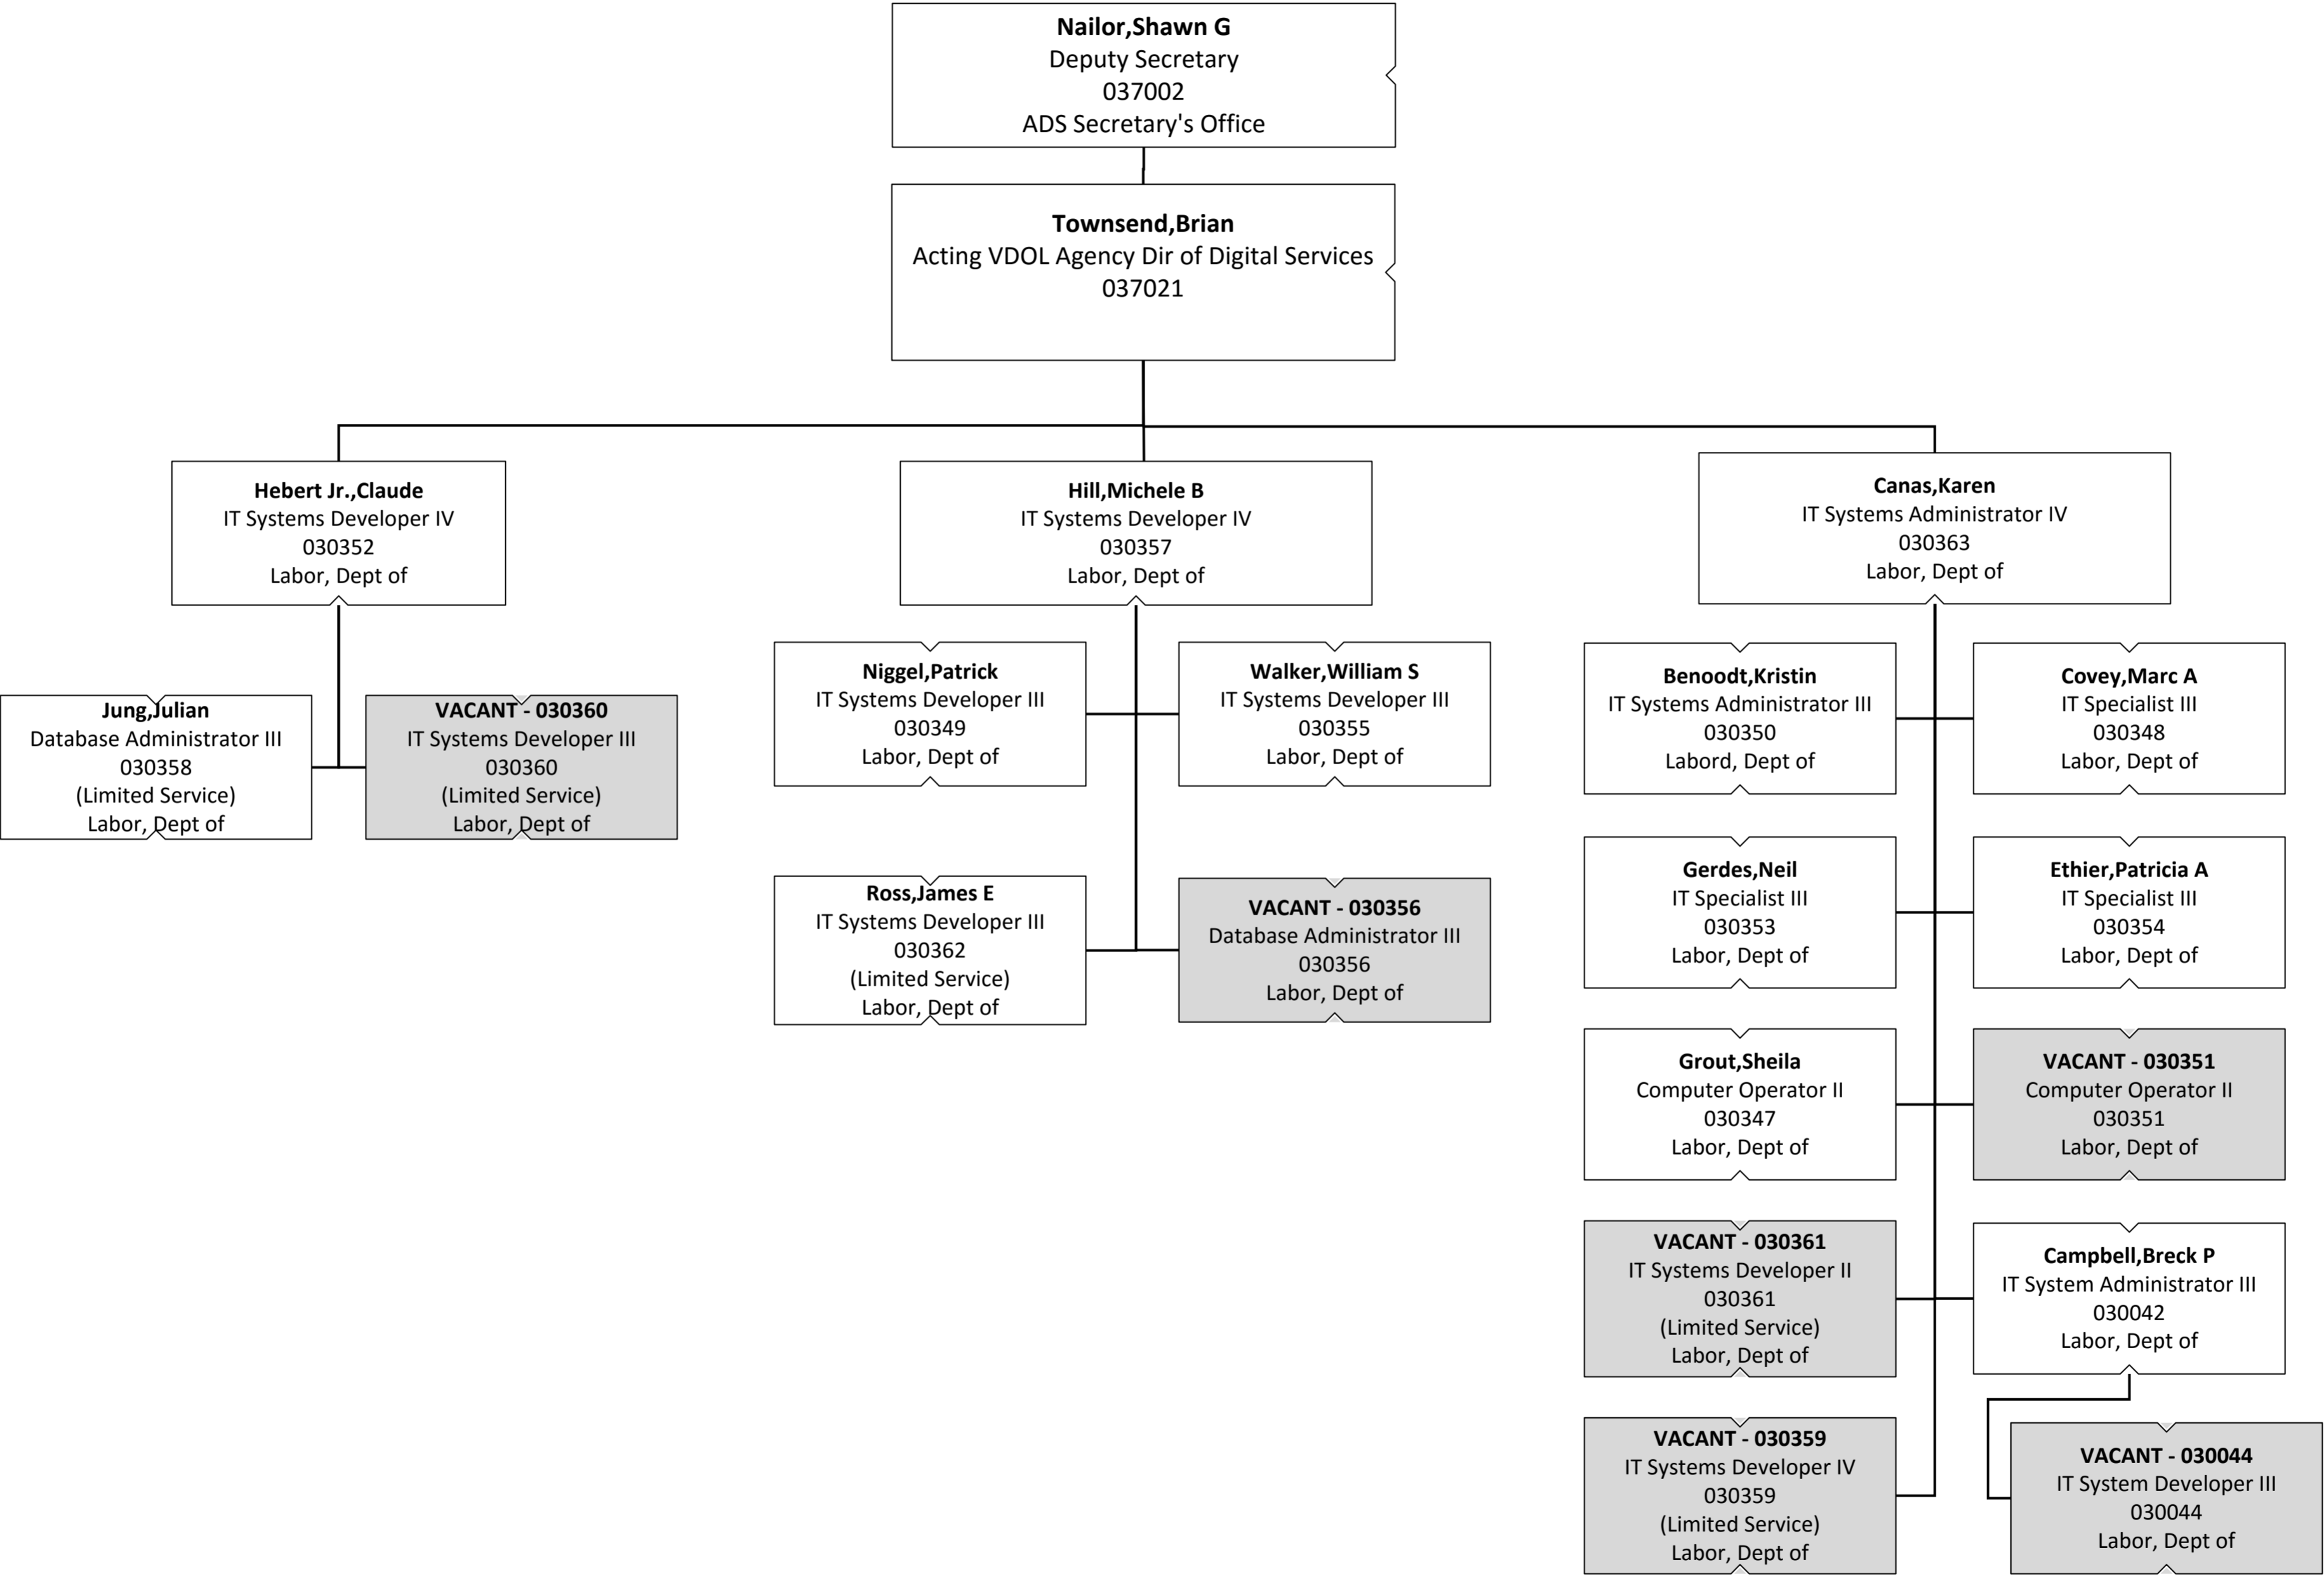 Nailor,Shawn G
Deputy Secretary
037002
ADS Secretary's Office
Townsend,Brian
Acting VDOL Agency Dir of Digital Services
037021
Hebert Jr.,Claude
IT Systems Developer IV
030352
Labor, Dept of
Hill,Michele B
IT Systems Developer IV
030357
Labor, Dept of
Canas,Karen
IT Systems Administrator IV
030363
Labor, Dept of
Jung,Julian
Database Administrator III
030358
(Limited Service)
Labor, Dept of
VACANT - 030360
IT Systems Developer III
030360
(Limited Service)
Labor, Dept of
Niggel,Patrick
IT Systems Developer III
030349
Labor, Dept of
Walker,William S
IT Systems Developer III
030355
Labor, Dept of
Ross,James E
IT Systems Developer III
030362
(Limited Service)
Labor, Dept of
VACANT - 030356
Database Administrator III
030356
Labor, Dept of
Benoodt,Kristin
IT Systems Administrator III
030350
Labord, Dept of
Covey,Marc A
IT Specialist III
030348
Labor, Dept of
Gerdes,Neil
IT Specialist III
030353
Labor, Dept of
Ethier,Patricia A
IT Specialist III
030354
Labor, Dept of
Grout,Sheila
Computer Operator II
030347
Labor, Dept of
VACANT - 030351
Computer Operator II
030351
Labor, Dept of
VACANT - 030361
IT Systems Developer II
030361
(Limited Service)
Labor, Dept of
Campbell,Breck P
IT System Administrator III
030042
Labor, Dept of
VACANT - 030359
IT Systems Developer IV
030359
(Limited Service)
Labor, Dept of
VACANT - 030044
IT System Developer III
030044
Labor, Dept of